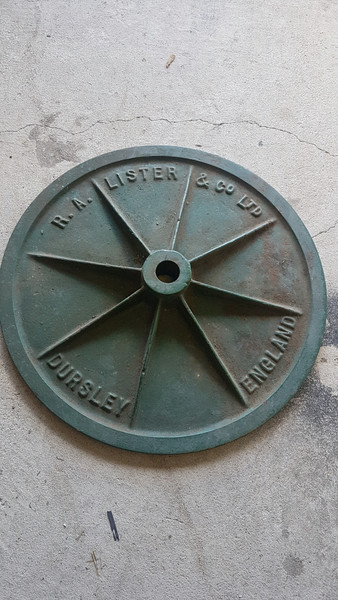 R. A. LISTER & Co LTD
DURSLEY ENGLAND